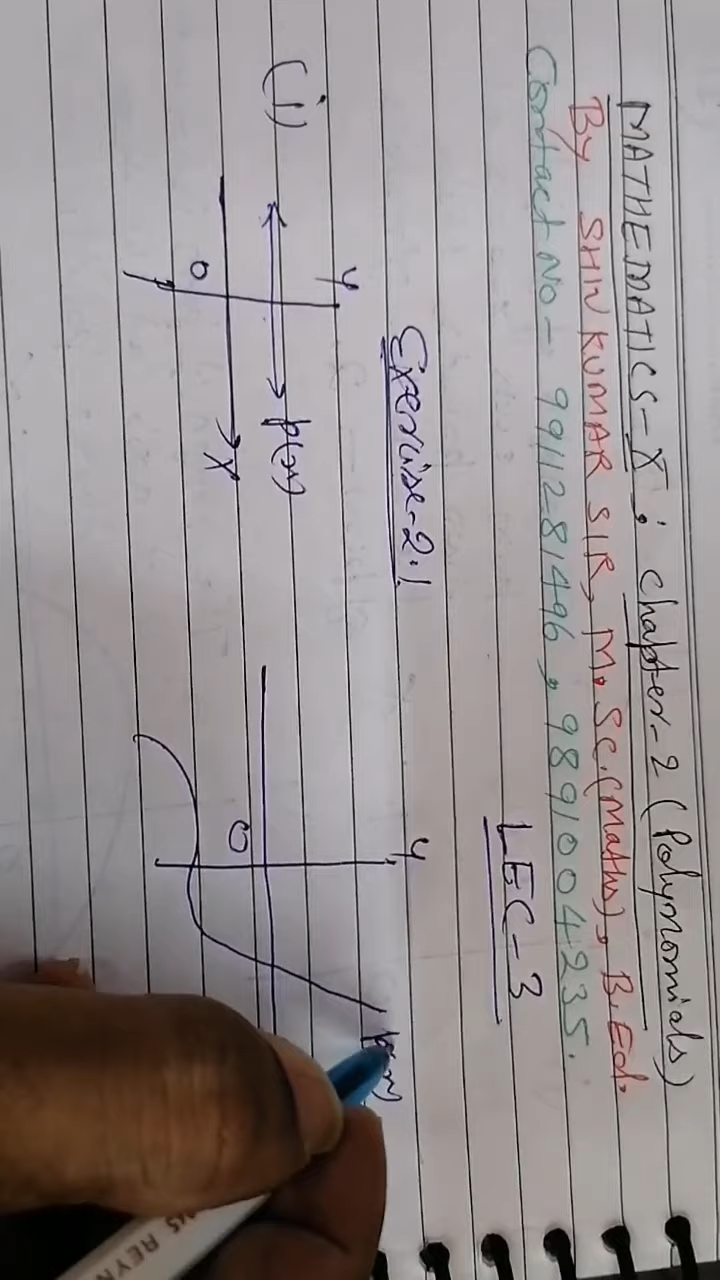 MATHEMATICS-X; Chapter-2 (Polynomials)
By SHIV KUMAR SIR, M.Sc.(Maths), B.Ed.
Contact No- 9911281496, 9891004235.
LEC-3
Exercise-2.1
(i)
Y
p(x)
O
X
Y
p(x)
O
REYN